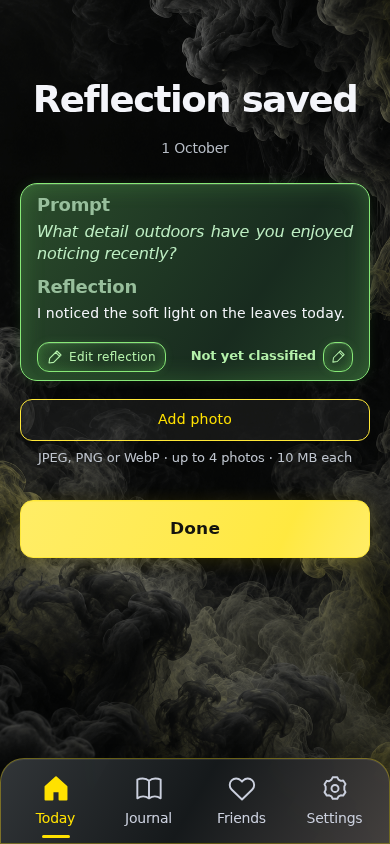 Reflection saved
1 October
Prompt
What detail outdoors have you enjoyed
noticing recently?
Reflection
I noticed the soft light on the leaves today.
Edit reflection
Not yet classified
Add photo
JPEG, PNG or WebP · up to 4 photos · 10 MB each
Done
Today
Journal
Friends
Settings